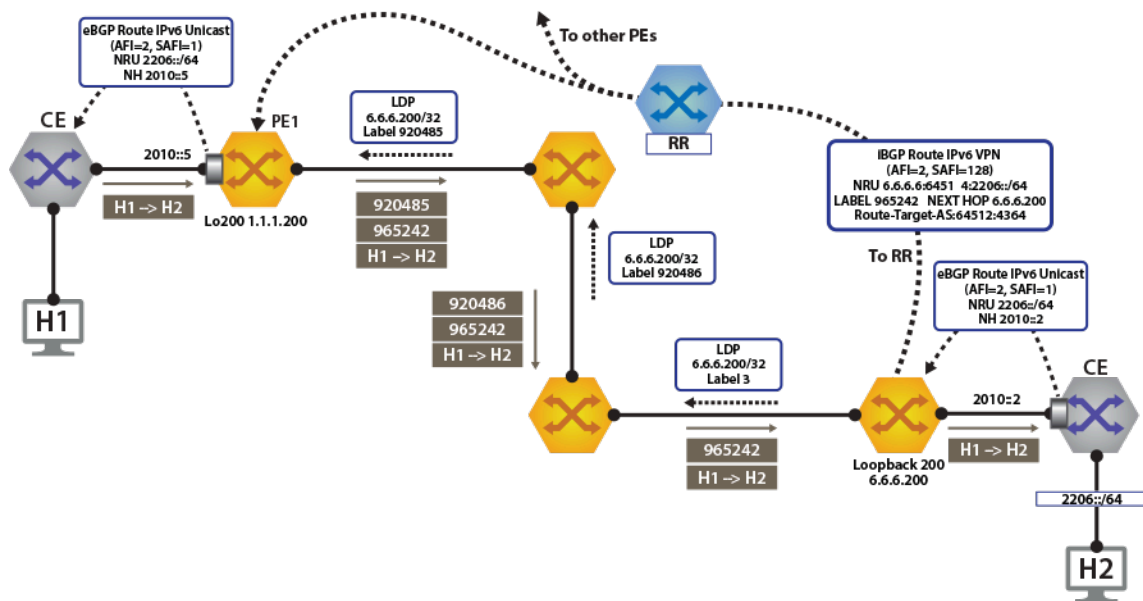 eBGP Route IPv6 Unicast
(AFI=2, SAFI=1)
NRU 2206::/64
NH 2010::5
To other PEs
CE
PE1
LDP
6.6.6.200/32
Label 920485
RR
2010::5
iBGP Route IPv6 VPN
(AFI=2, SAFI=128)
NRU 6.6.6.6:6451 4:2206::/64
LABEL 965242 NEXT HOP 6.6.6.200
Route-Target-AS:64512:4364
H1 –> H2
Lo200 1.1.1.200
920485
965242
H1 –> H2
LDP
6.6.6.200/32
Label 920486
To RR
eBGP Route IPv6 Unicast
(AFI=2, SAFI=1)
NRU 2206::/64
NH 2010::2
H1
920486
965242
H1 –> H2
LDP
6.6.6.200/32
Label 3
CE
2010::2
965242
H1 –> H2
Loopback 200
6.6.6.200
H1 –> H2
2206::/64
H2